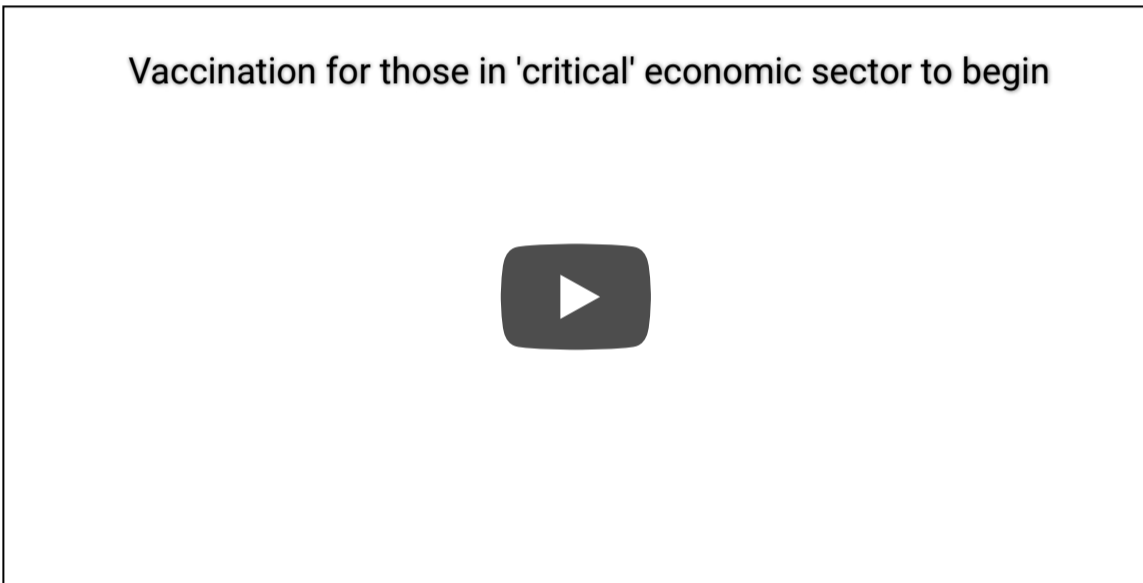 Vaccination for those in 'critical' economic sector to begin